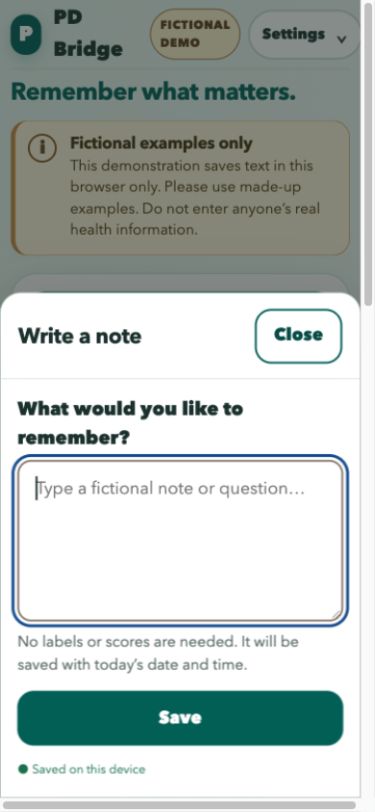 P
PD
Bridge
FICTIONAL
DEMO
Settings
Remember what matters.
Fictional examples only
This demonstration saves text in this
browser only. Please use made-up
examples. Do not enter anyone's real
health information.
Write a note
Close
What would you like to
remember?
Type a fictional note or question…
No labels or scores are needed. It will be
saved with today's date and time.
Save
Saved on this device